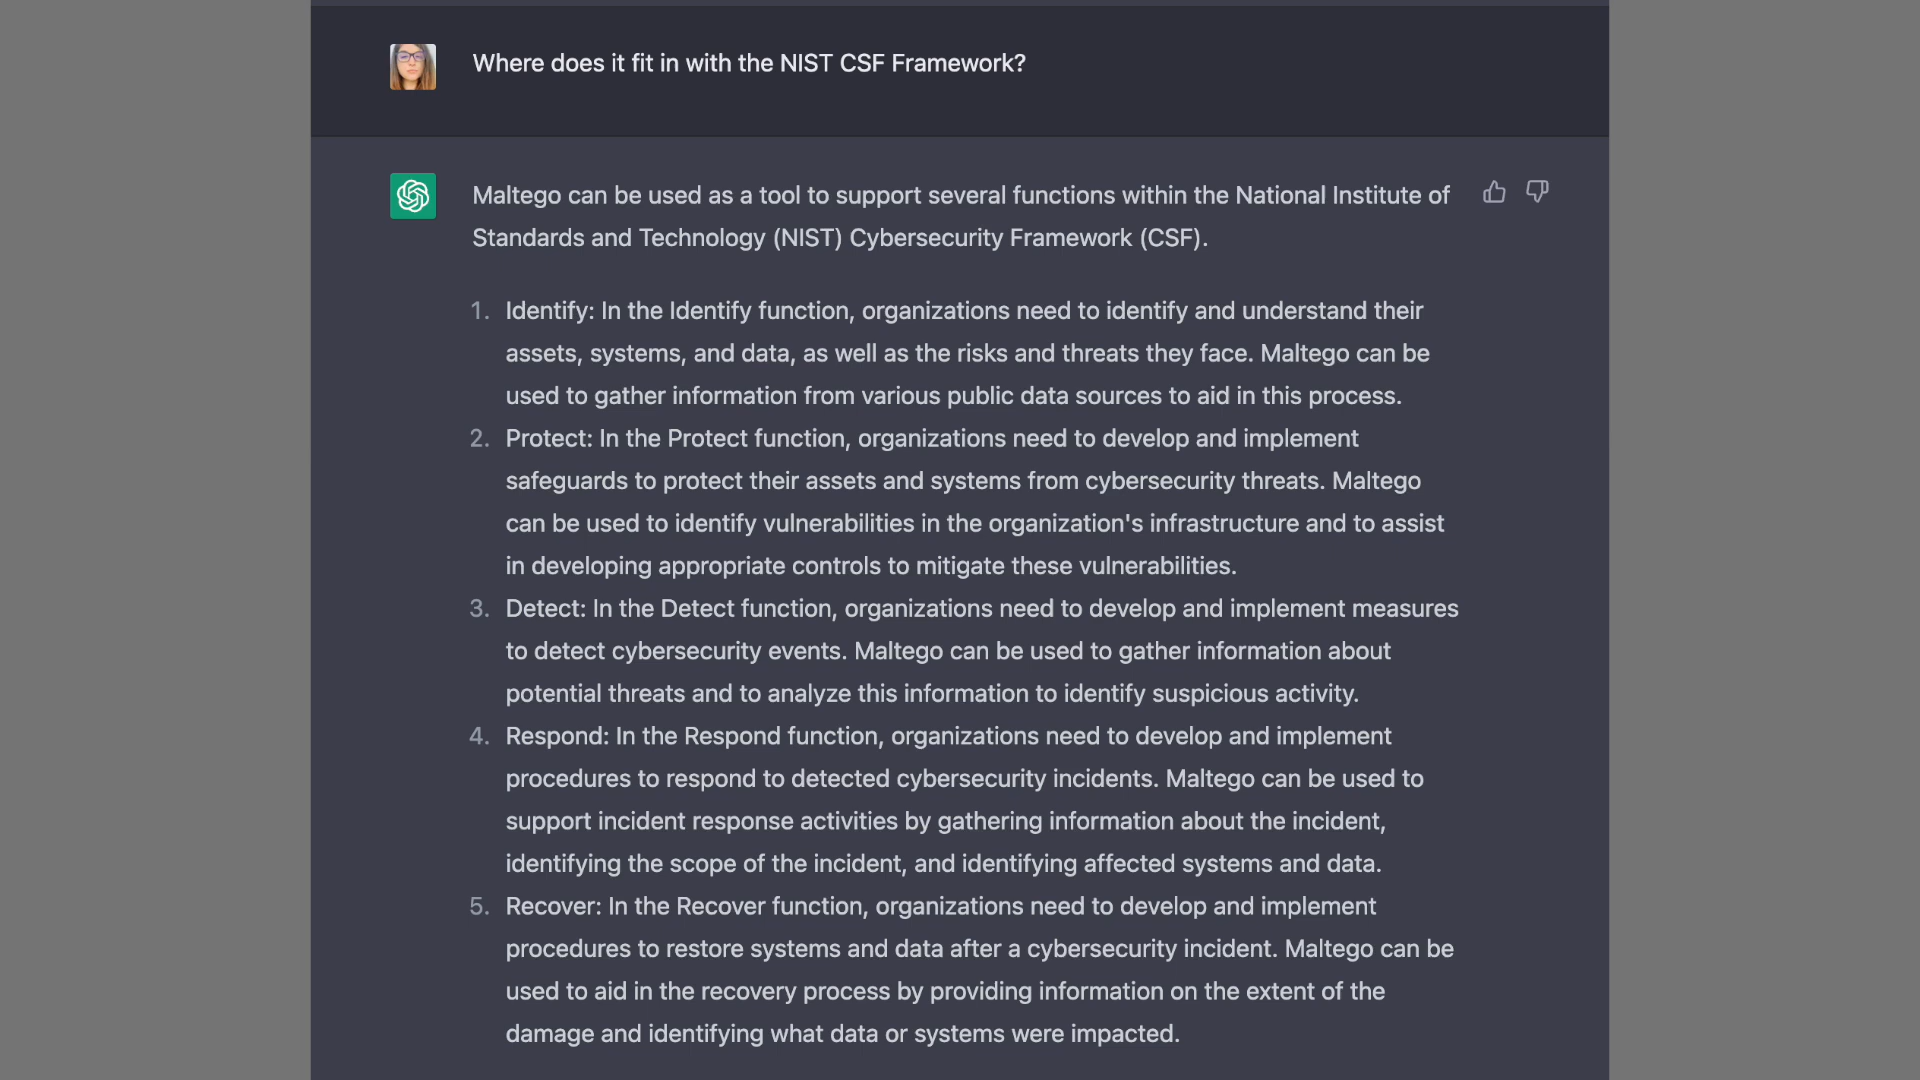 Where does it fit in with the NIST CSF Framework?
Maltego can be used as a tool to support several functions within the National Institute of
Standards and Technology (NIST) Cybersecurity Framework (CSF).
1. Identify: In the Identify function, organizations need to identify and understand their
assets, systems, and data, as well as the risks and threats they face. Maltego can be
used to gather information from various public data sources to aid in this process.
2. Protect: In the Protect function, organizations need to develop and implement
safeguards to protect their assets and systems from cybersecurity threats. Maltego
can be used to identify vulnerabilities in the organization's infrastructure and to assist
in developing appropriate controls to mitigate these vulnerabilities.
3. Detect: In the Detect function, organizations need to develop and implement measures
to detect cybersecurity events. Maltego can be used to gather information about
potential threats and to analyze this information to identify suspicious activity.
4. Respond: In the Respond function, organizations need to develop and implement
procedures to respond to detected cybersecurity incidents. Maltego can be used to
support incident response activities by gathering information about the incident,
identifying the scope of the incident, and identifying affected systems and data.
5. Recover: In the Recover function, organizations need to develop and implement
procedures to restore systems and data after a cybersecurity incident. Maltego can be
used to aid in the recovery process by providing information on the extent of the
damage and identifying what data or systems were impacted.